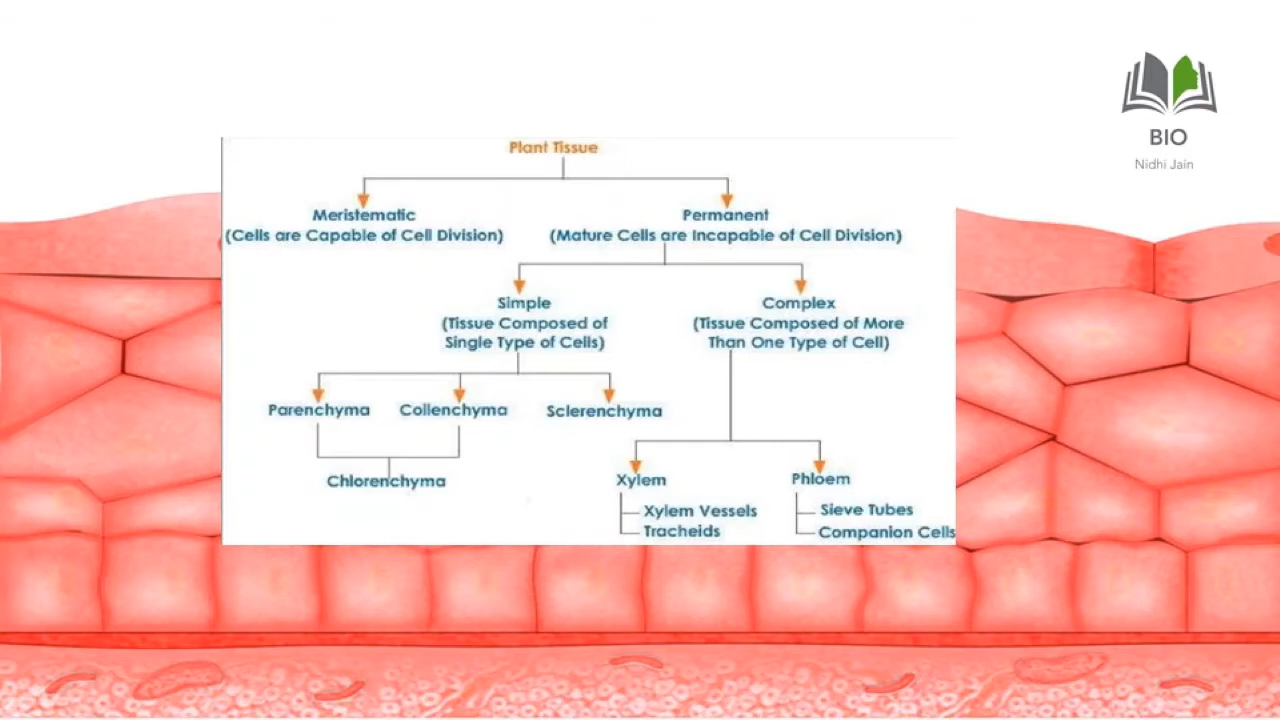 BIO
Nidhi Jain
Plant Tissue
Meristematic
(Cells are Capable of Cell Division)
Permanent
(Mature Cells are Incapable of Cell Division)
Simple
(Tissue Composed of
Single Type of Cells)
Complex
(Tissue Composed of More
Than One Type of Cell)
Parenchyma
Collenchyma
Sclerenchyma
Chlorenchyma
Xylem
Xylem Vessels
Tracheids
Phloem
Sieve Tubes
Companion Cells